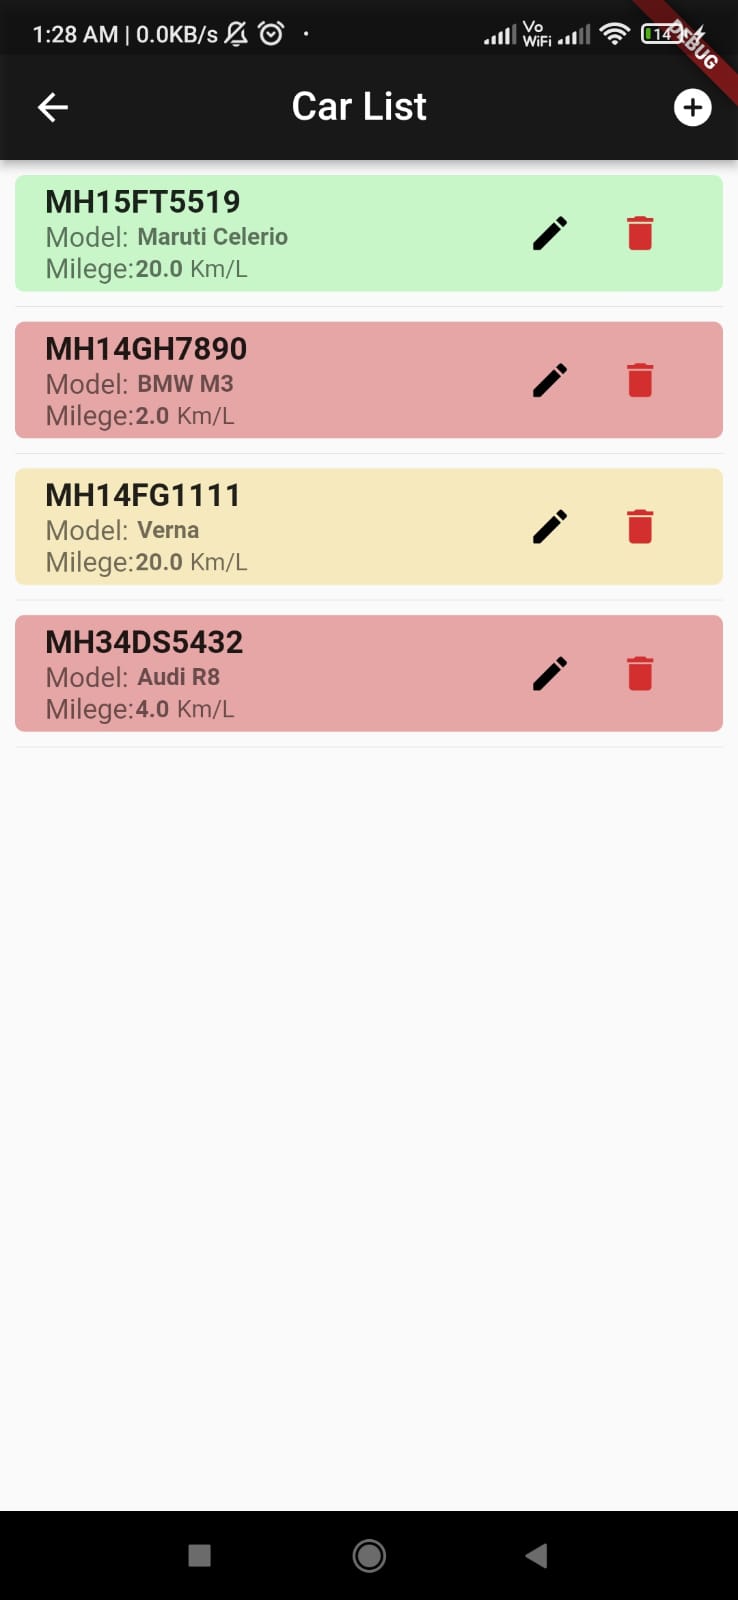 1:28 AM | 0.0KB/s
Vo
WiFi
14
DEBUG
Car List
MH15FT5519
Model: Maruti Celerio
Milege:20.0 Km/L
MH14GH7890
Model: BMW M3
Milege:2.0 Km/L
MH14FG1111
Model: Verna
Milege:20.0 Km/L
MH34DS5432
Model: Audi R8
Milege:4.0 Km/L